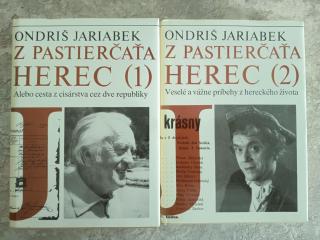 ONDRIŠ JARIABEK
Z PASTIERČAŤA
HEREC (1)
Alebo cesta z cisárstva cez dve republiky
ONDRIŠ JARIABEK
Z PASTIERČAŤA
HEREC (2)
Veselé a vážne príbehy z hereckého života
krásny